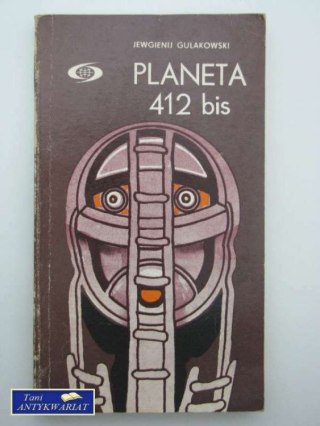 JEWGIENIJ GULAKOWSKI
PLANETA
412 bis
Tani
ANTYKWARIAT